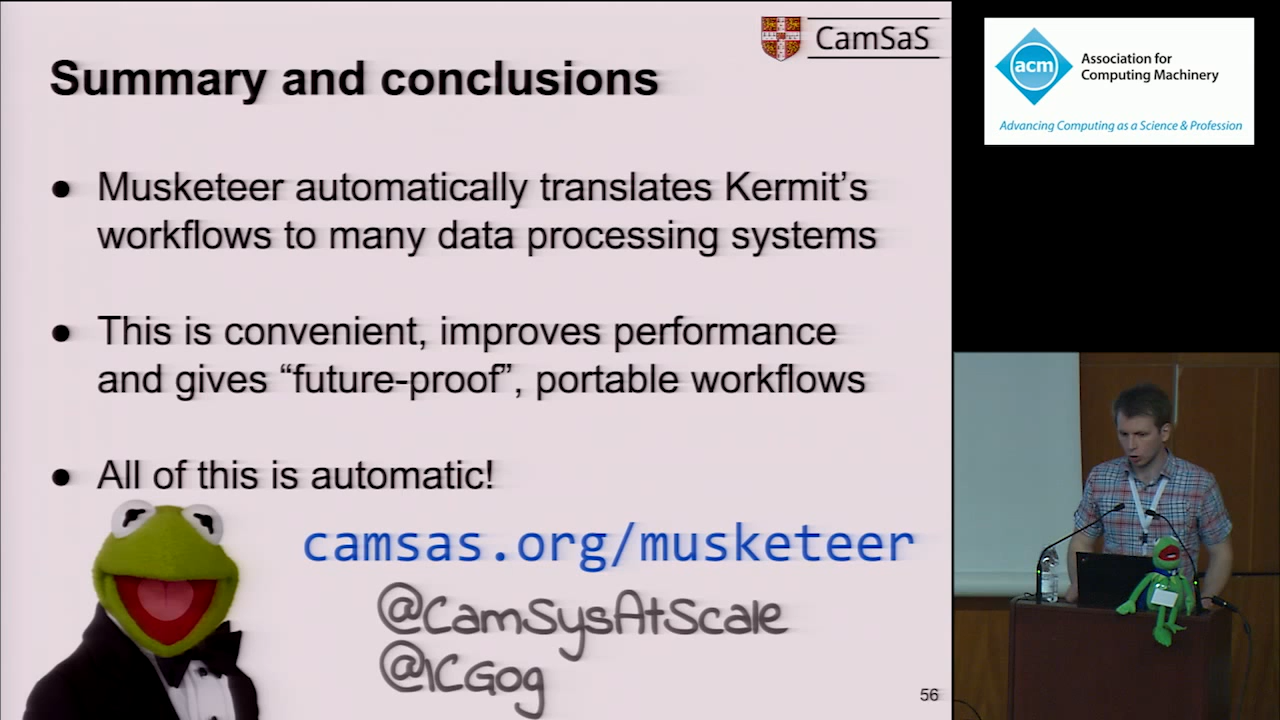 CamSaS
Summary and conclusions
● Musketeer automatically translates Kermit's
workflows to many data processing systems
● This is convenient, improves performance
and gives “future-proof”, portable workflows
● All of this is automatic!
camsas.org/musketeer
@CamSysAtScale
@ICGog
56
acm
Association for
Computing Machinery
Advancing Computing as a Science & Profession